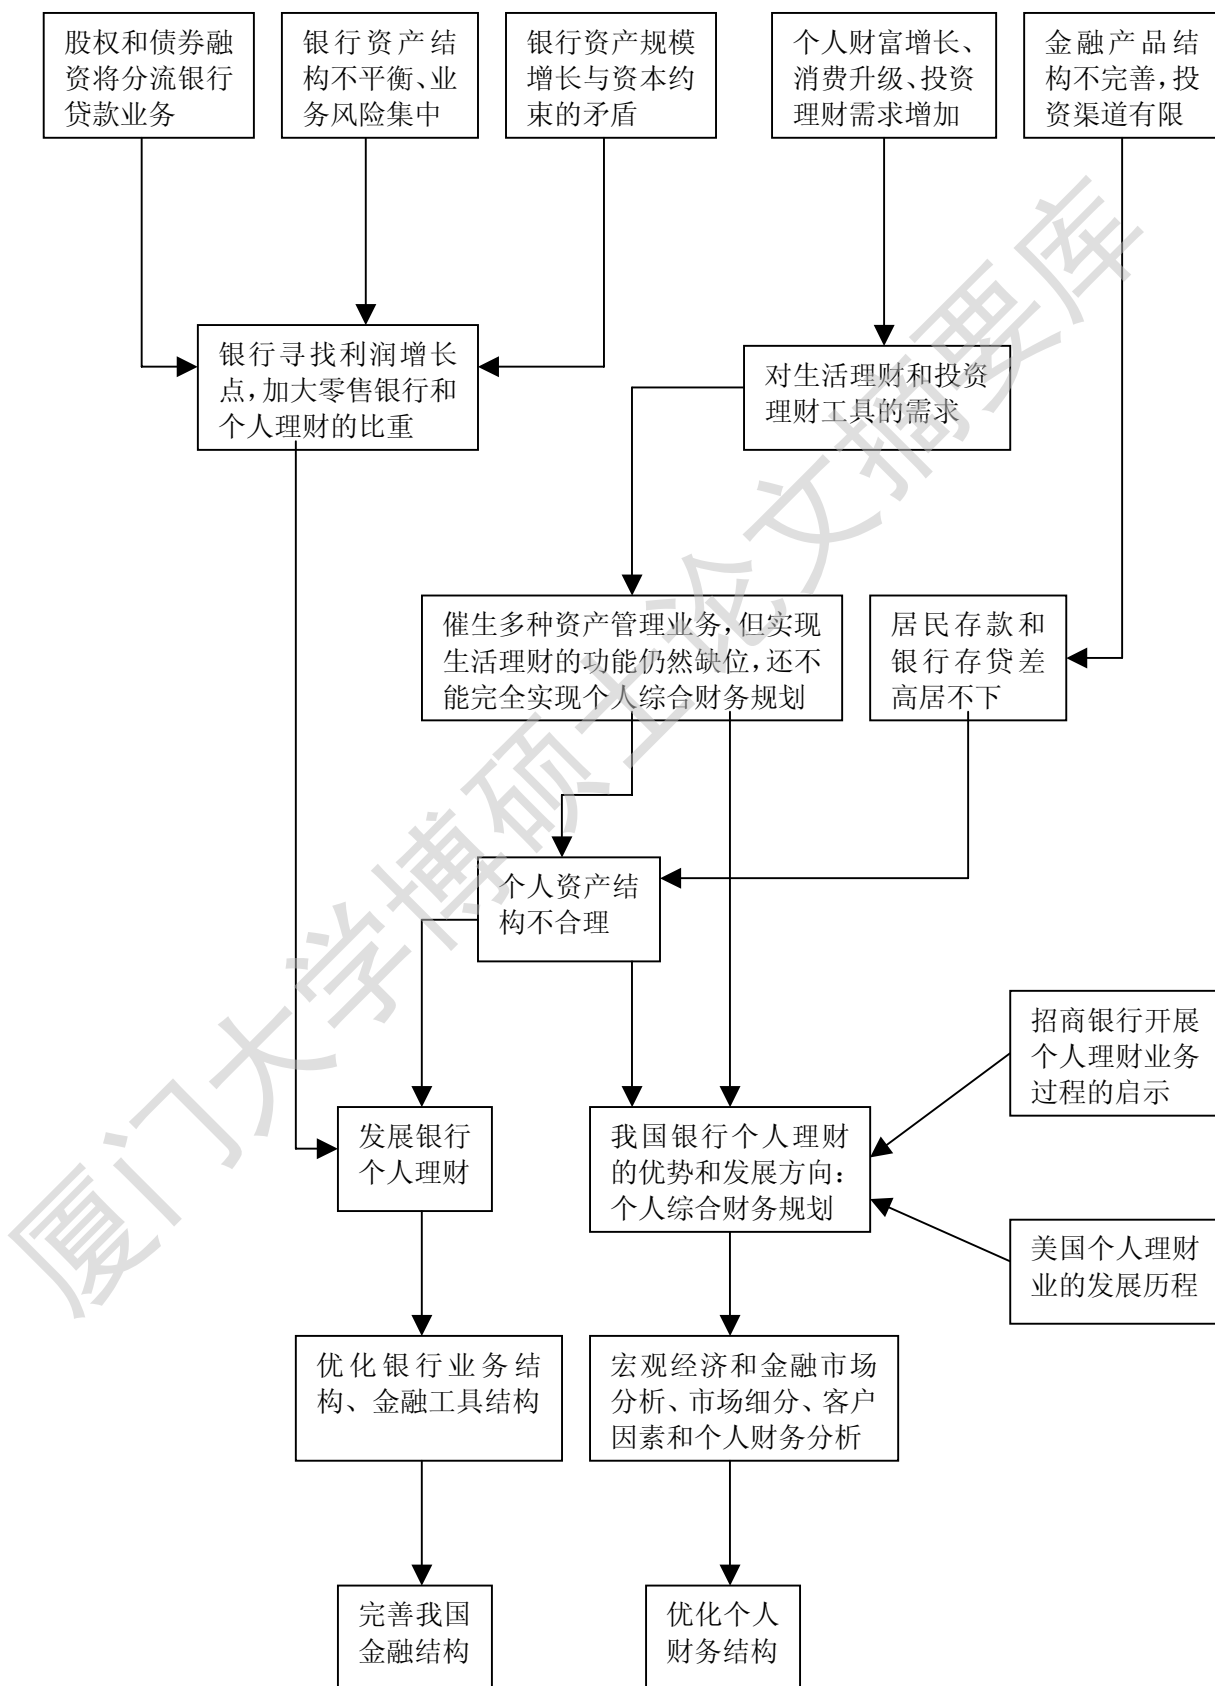 股权和债券融
资将分流银行
贷款业务
银行资产结
构不平衡、业
务风险集中
银行资产规模
增长与资本约
束的矛盾
个人财富增长、
消费升级、投资
理财需求增加
金融产品结
构不完善,投
资渠道有限
银行寻找利润增长
点,加大零售银行和
个人理财的比重
对生活理财和投资
理财工具的需求
催生多种资产管理业务,但实现
生活理财的功能仍然缺位,还不
能完全实现个人综合财务规划
居民存款和
银行存贷差
高居不下
个人资产结
构不合理
招商银行开展
个人理财业务
过程的启示
发展银行
个人理财
我国银行个人理财
的优势和发展方向:
个人综合财务规划
美国个人理财
业的发展历程
优化银行业务结
构、金融工具结构
宏观经济和金融市场
分析、市场细分、客户
因素和个人财务分析
完善我国
金融结构
优化个人
财务结构
厦门大学博硕士论文摘要库